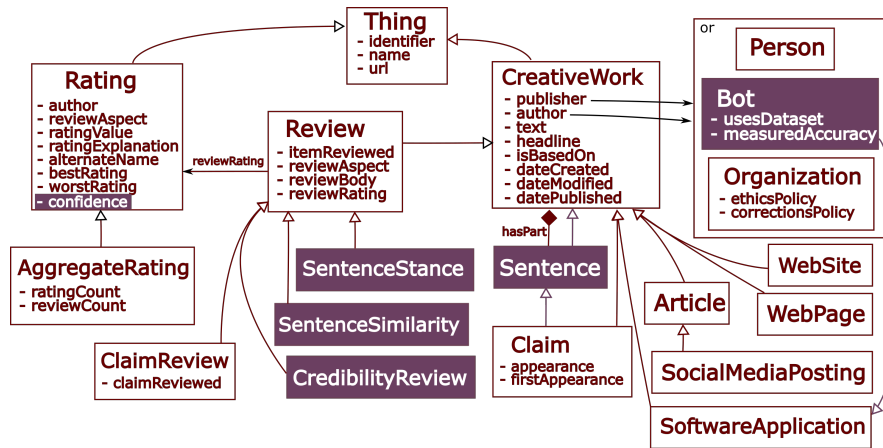 Thing
- identifier
- name
- url
Rating
- author
- reviewAspect
- ratingValue
- ratingExplanation
- alternateName
- bestRating
- worstRating
- confidence
reviewRating
Review
- itemReviewed
- reviewAspect
- reviewBody
- reviewRating
CreativeWork
- publisher
- author
- text
- headline
- isBasedOn
- dateCreated
- dateModified
- datePublished
or
Person
Bot
- usesDataset
- measuredAccuracy
Organization
- ethicsPolicy
- correctionsPolicy
hasPart
AggregateRating
- ratingCount
- reviewCount
SentenceStance
Sentence
WebSite
SentenceSimilarity
Article
WebPage
ClaimReview
- claimReviewed
CredibilityReview
Claim
- appearance
- firstAppearance
SocialMediaPosting
SoftwareApplication